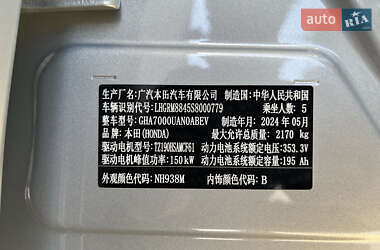 auto RIA
生产厂名:广汽本田汽车有限公司 制造国:中华人民共和国
车辆识别代号:LHGRM8845S8000779 乘坐人数:5
整车型号:GHA7000UANOABEV 制造年月:2024年05月
品牌:本田(HONDA) 最大允许总质量:2170 kg
驱动电机型号:TZ190HSAMCF61 动力电池系统额定电压:353.3V
驱动电机峰值功率:150kW 动力电池系统额定容量:195 Ah
外观颜色代码:NH938M 内饰颜色代码:B